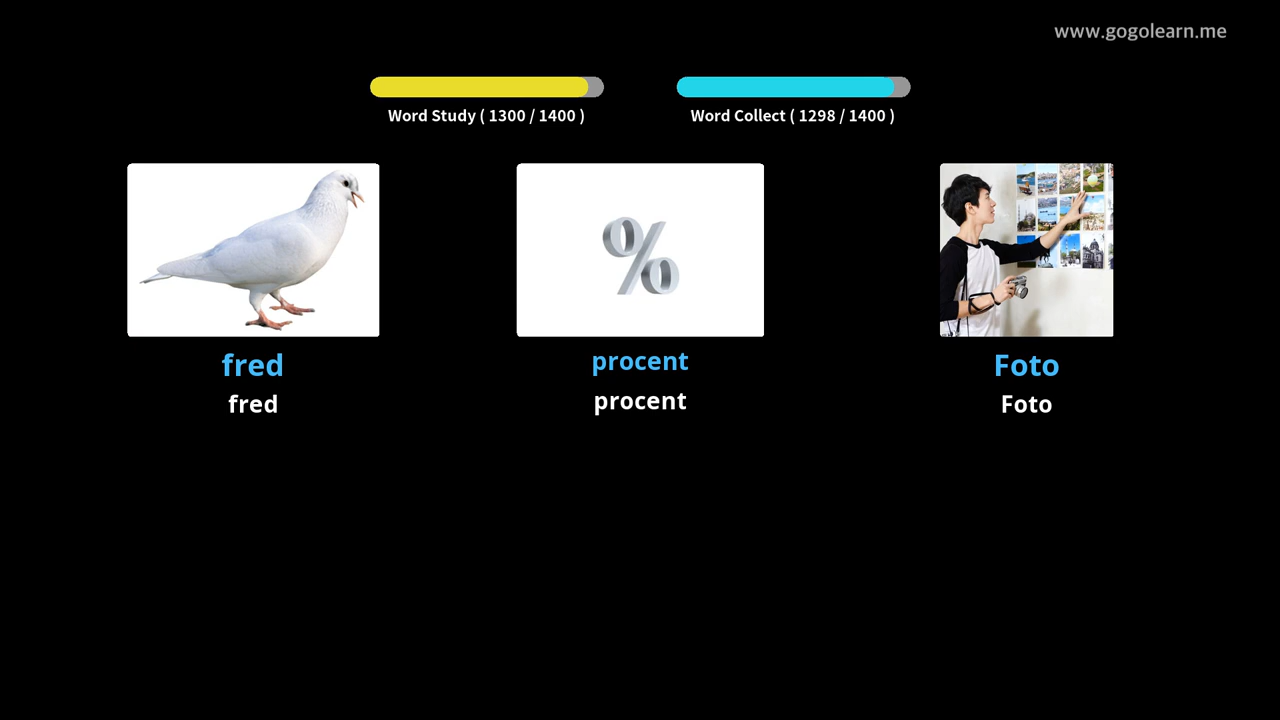 www.gogolearn.me
Word Study ( 1300 / 1400 )
Word Collect ( 1298 / 1400 )
%
fred
fred
procent
procent
Foto
Foto